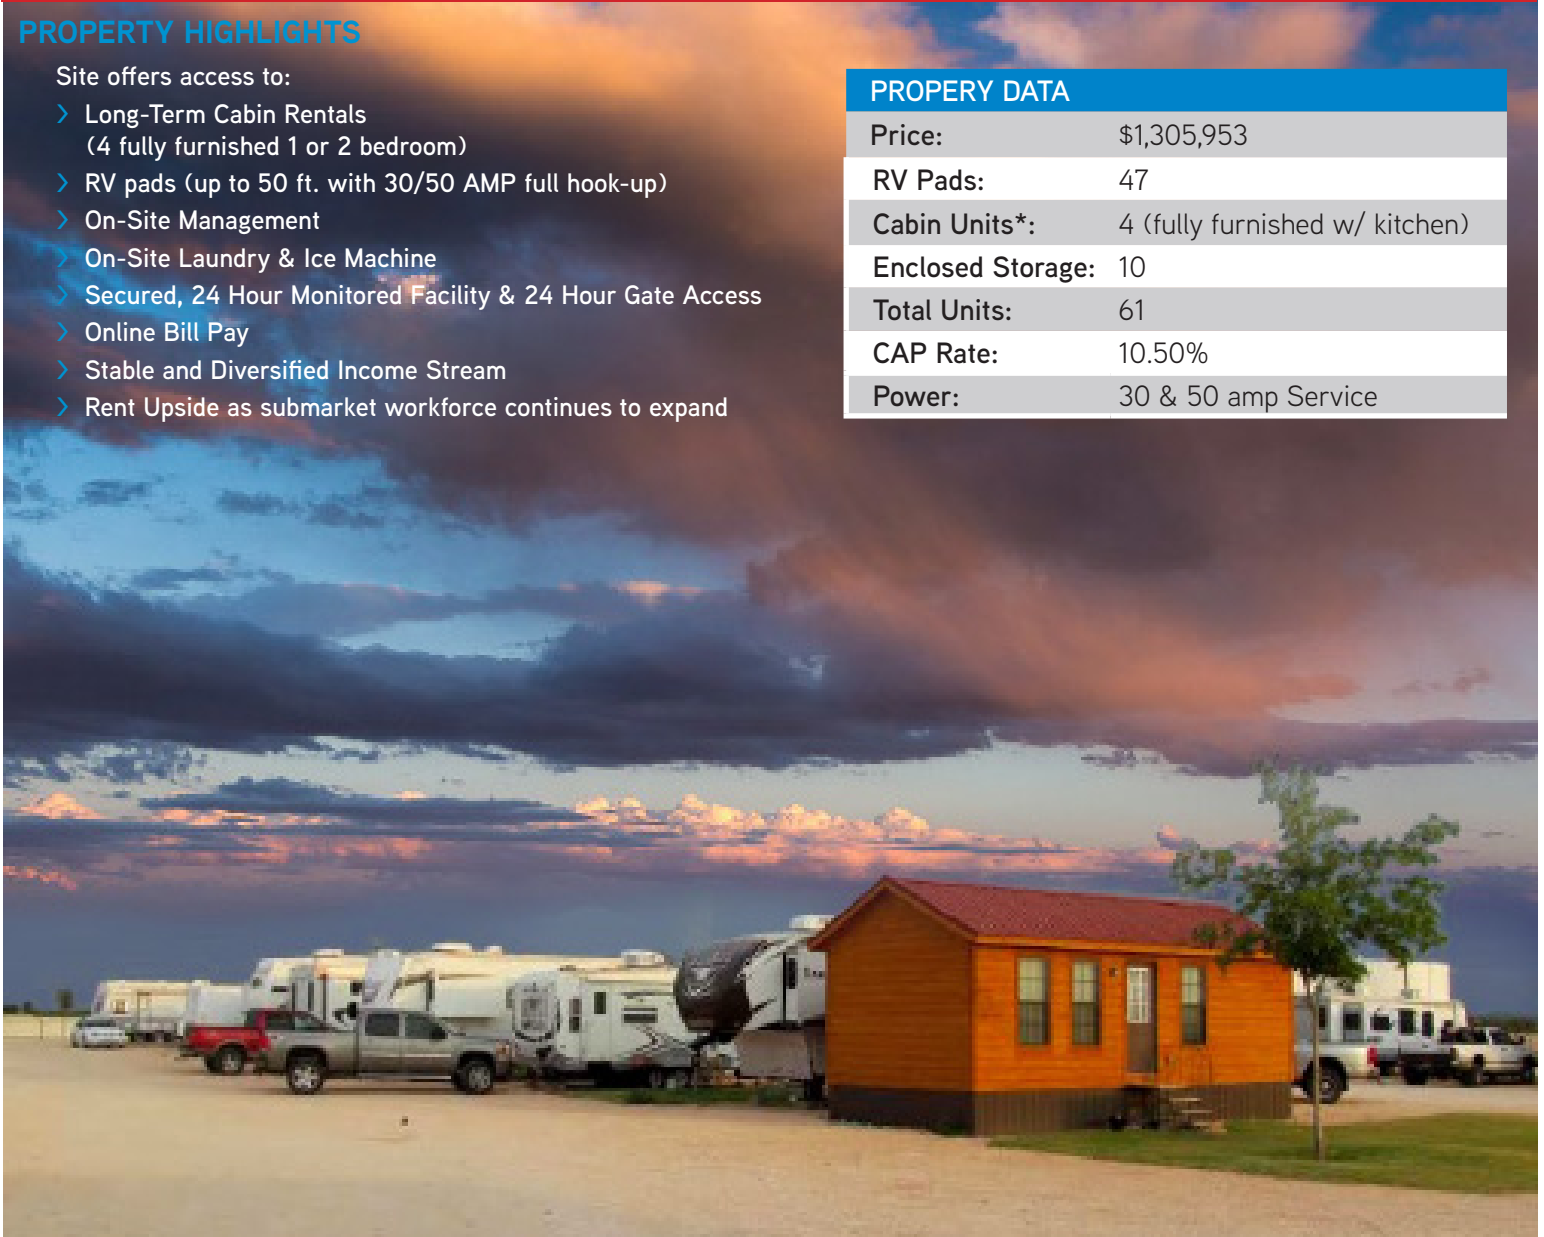 PROPERTY HIGHLIGHTS
Site offers access to:
Long-Term Cabin Rentals
(4 fully furnished 1 or 2 bedroom)
RV pads (up to 50 ft. with 30/50 AMP full hook-up)
On-Site Management
On-Site Laundry & Ice Machine
Secured, 24 Hour Monitored Facility & 24 Hour Gate Access
Online Bill Pay
Stable and Diversified Income Stream
Rent Upside as submarket workforce continues to expand
PROPERY DATA
Price: $1,305,953
RV Pads: 47
Cabin Units*: 4 (fully furnished w/ kitchen)
Enclosed Storage: 10
Total Units: 61
CAP Rate: 10.50%
Power: 30 & 50 amp Service